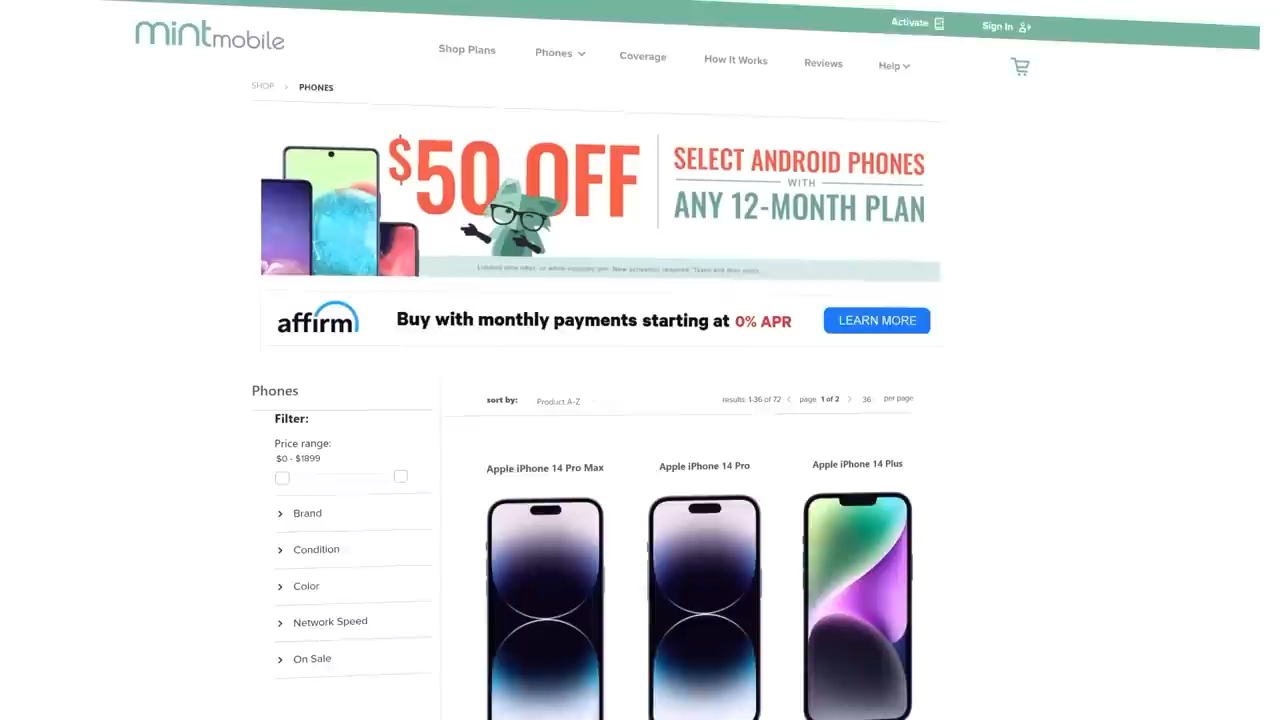 mintmobile
Activate
Sign In
Shop Plans
Phones
Coverage
How It Works
Reviews
Help
SHOP > PHONES
$50 OFF
SELECT ANDROID PHONES
WITH
ANY 12-MONTH PLAN
affirm
Buy with monthly payments starting at 0% APR
LEARN MORE
Phones
Filter:
Price range:
$0 - $1899
Brand
Condition
Color
Network Speed
On Sale
sort by: Product A-Z
results: 1-36 of 72 < page 1 of 2 > 36 per page
Apple iPhone 14 Pro Max
Apple iPhone 14 Pro
Apple iPhone 14 Plus